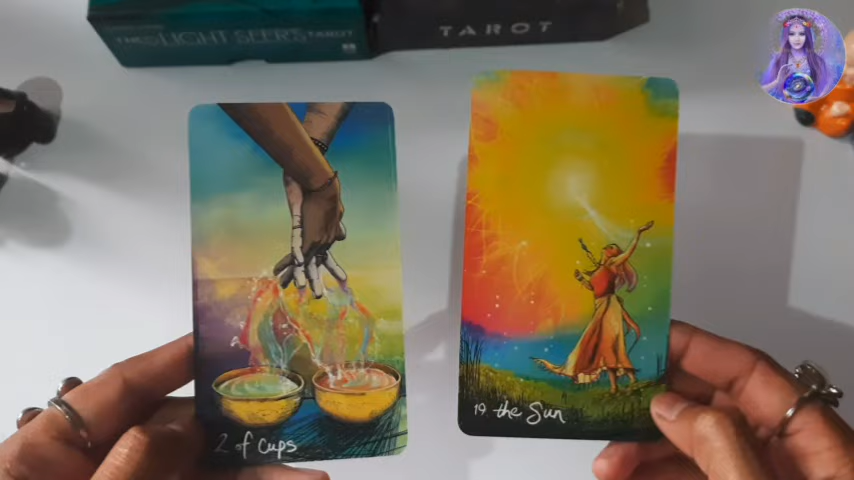 THE LIGHT SEER'S TAROT
TAROT
2 of Cups
19 the Sun